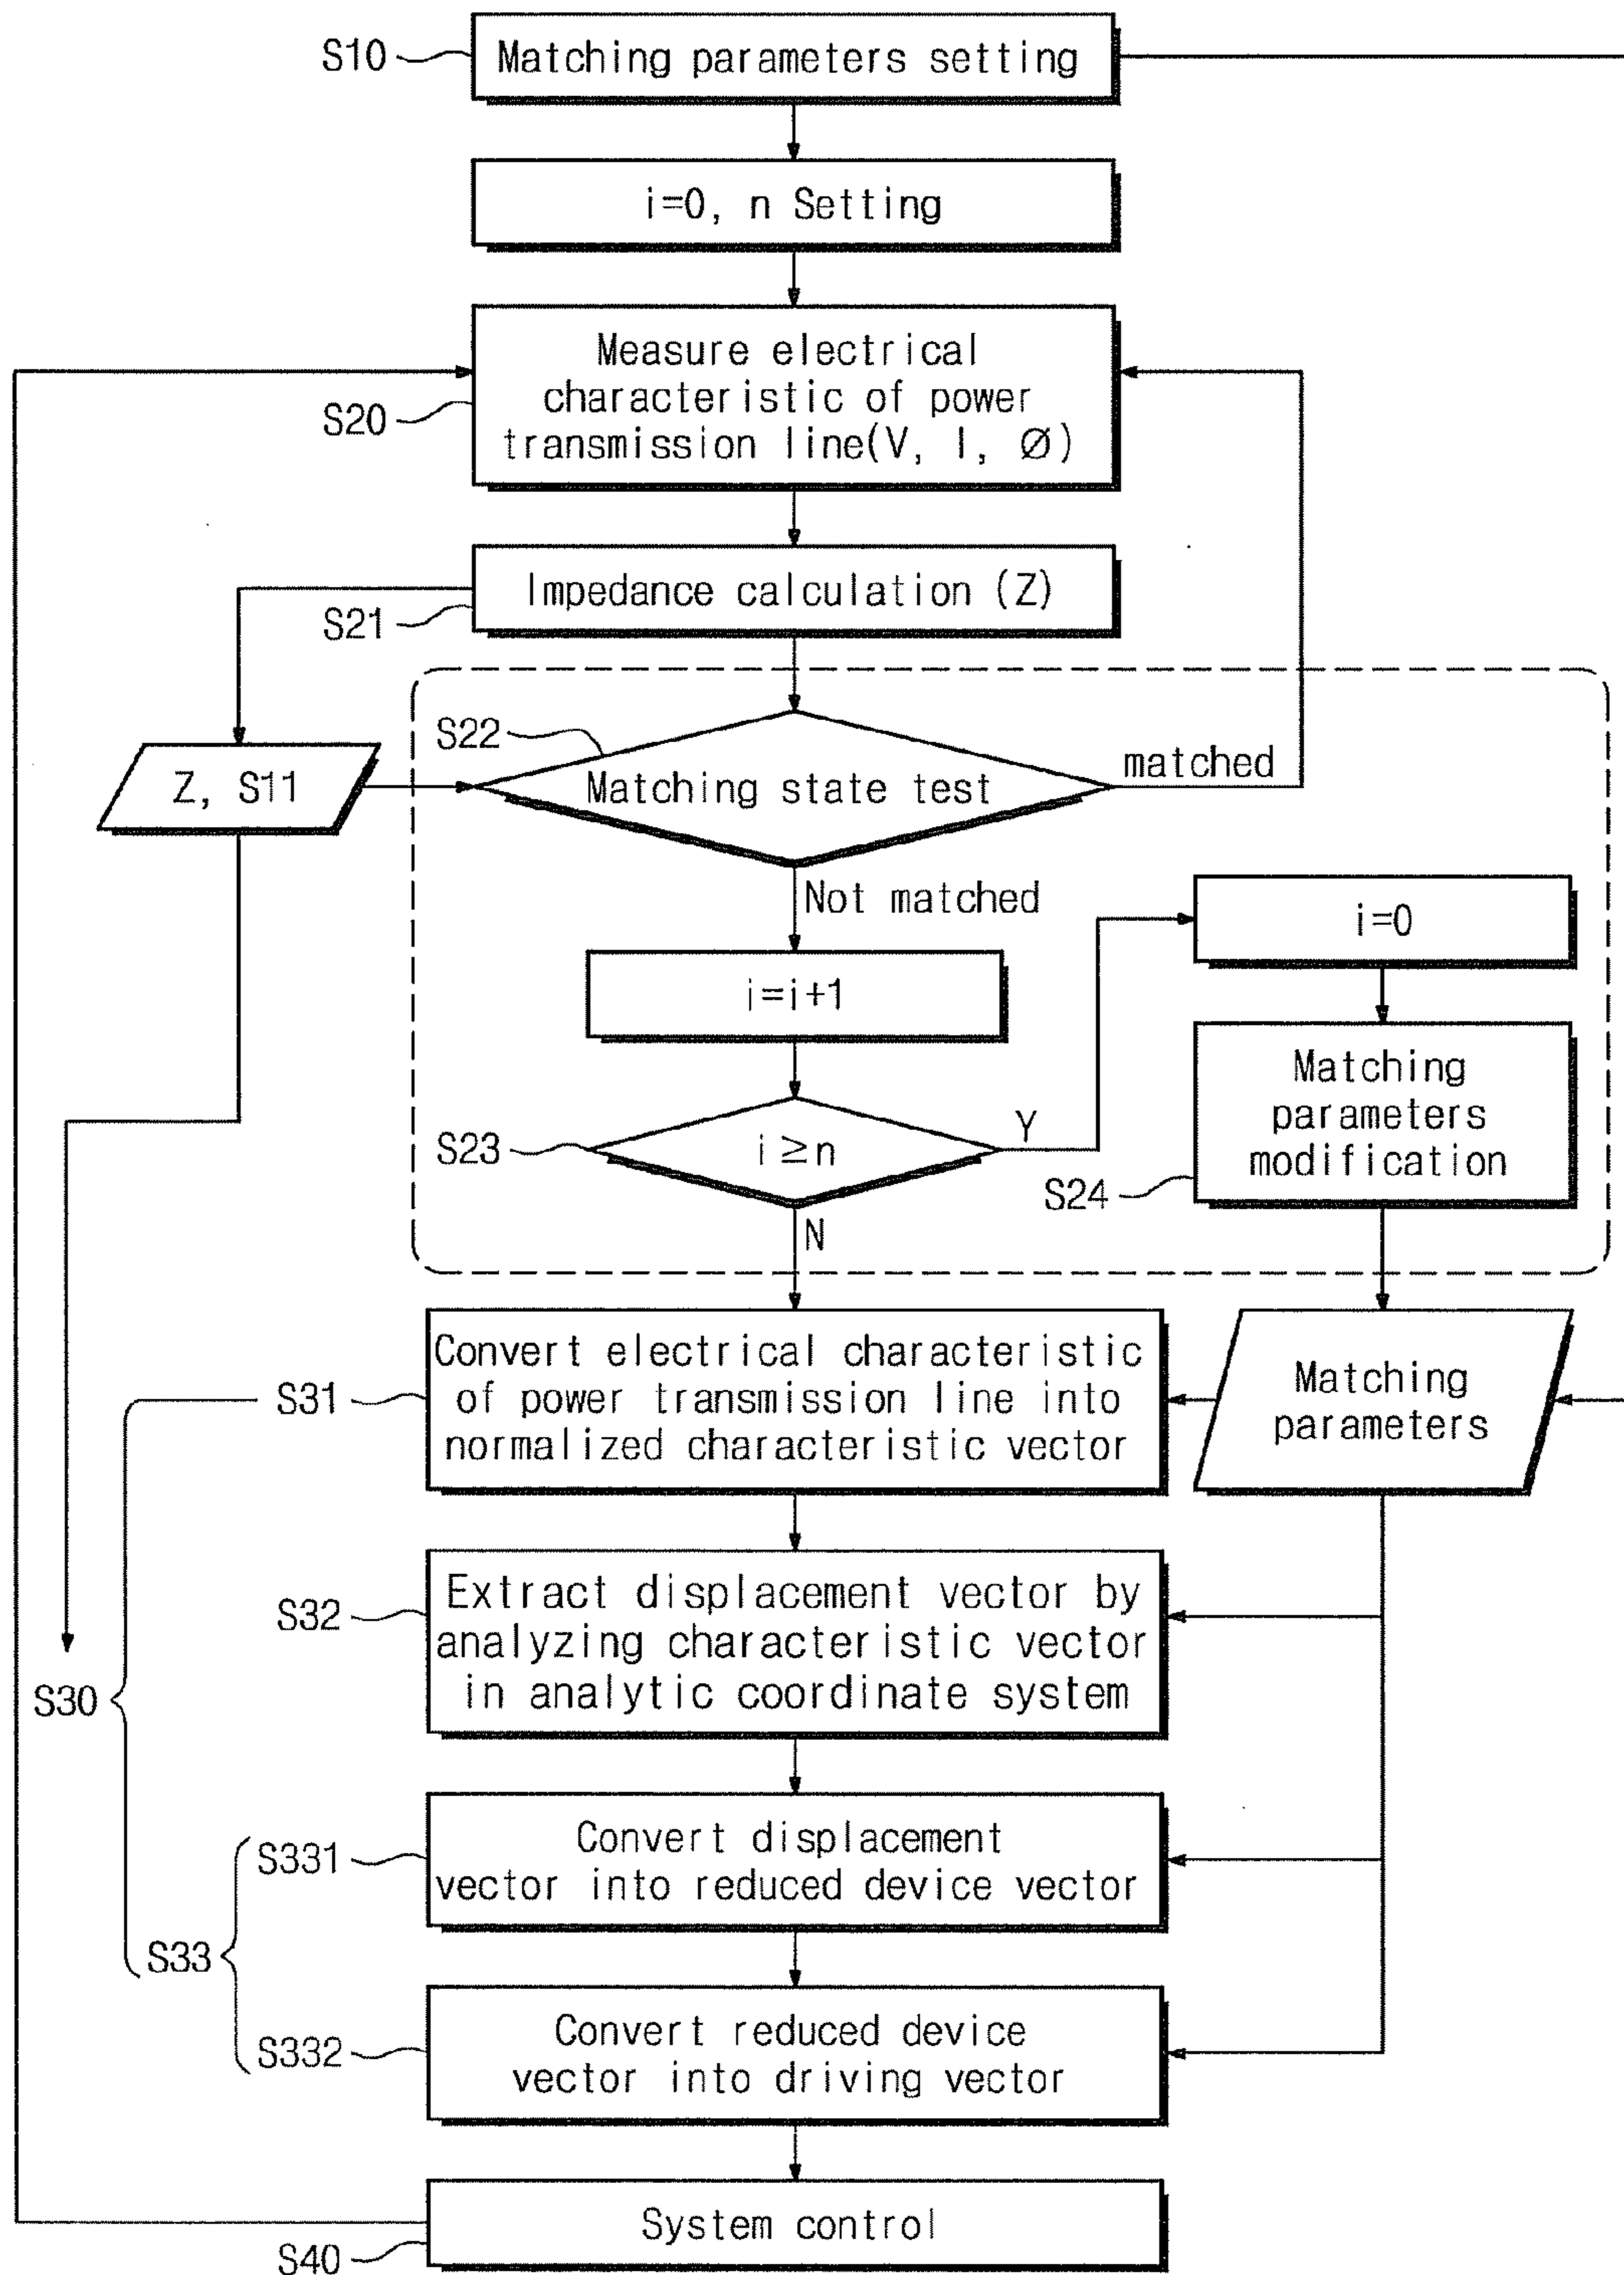 S10
Matching parameters setting
i=0, n Setting
Measure electrical
characteristic of power
transmission line(V, I, Ø)
S20
Impedance calculation (Z)
S21
Z, S11
S22
Matching state test
matched
Not matched
i=i+1
i=0
S23
i ≥n
Y
N
Matching
parameters
modification
S24
S31
Convert electrical characteristic
of power transmission line into
normalized characteristic vector
Matching
parameters
S32
Extract displacement vector by
analyzing characteristic vector
in analytic coordinate system
S30
S331
Convert displacement
vector into reduced device vector
S33
S332
Convert reduced device
vector into driving vector
System control
S40